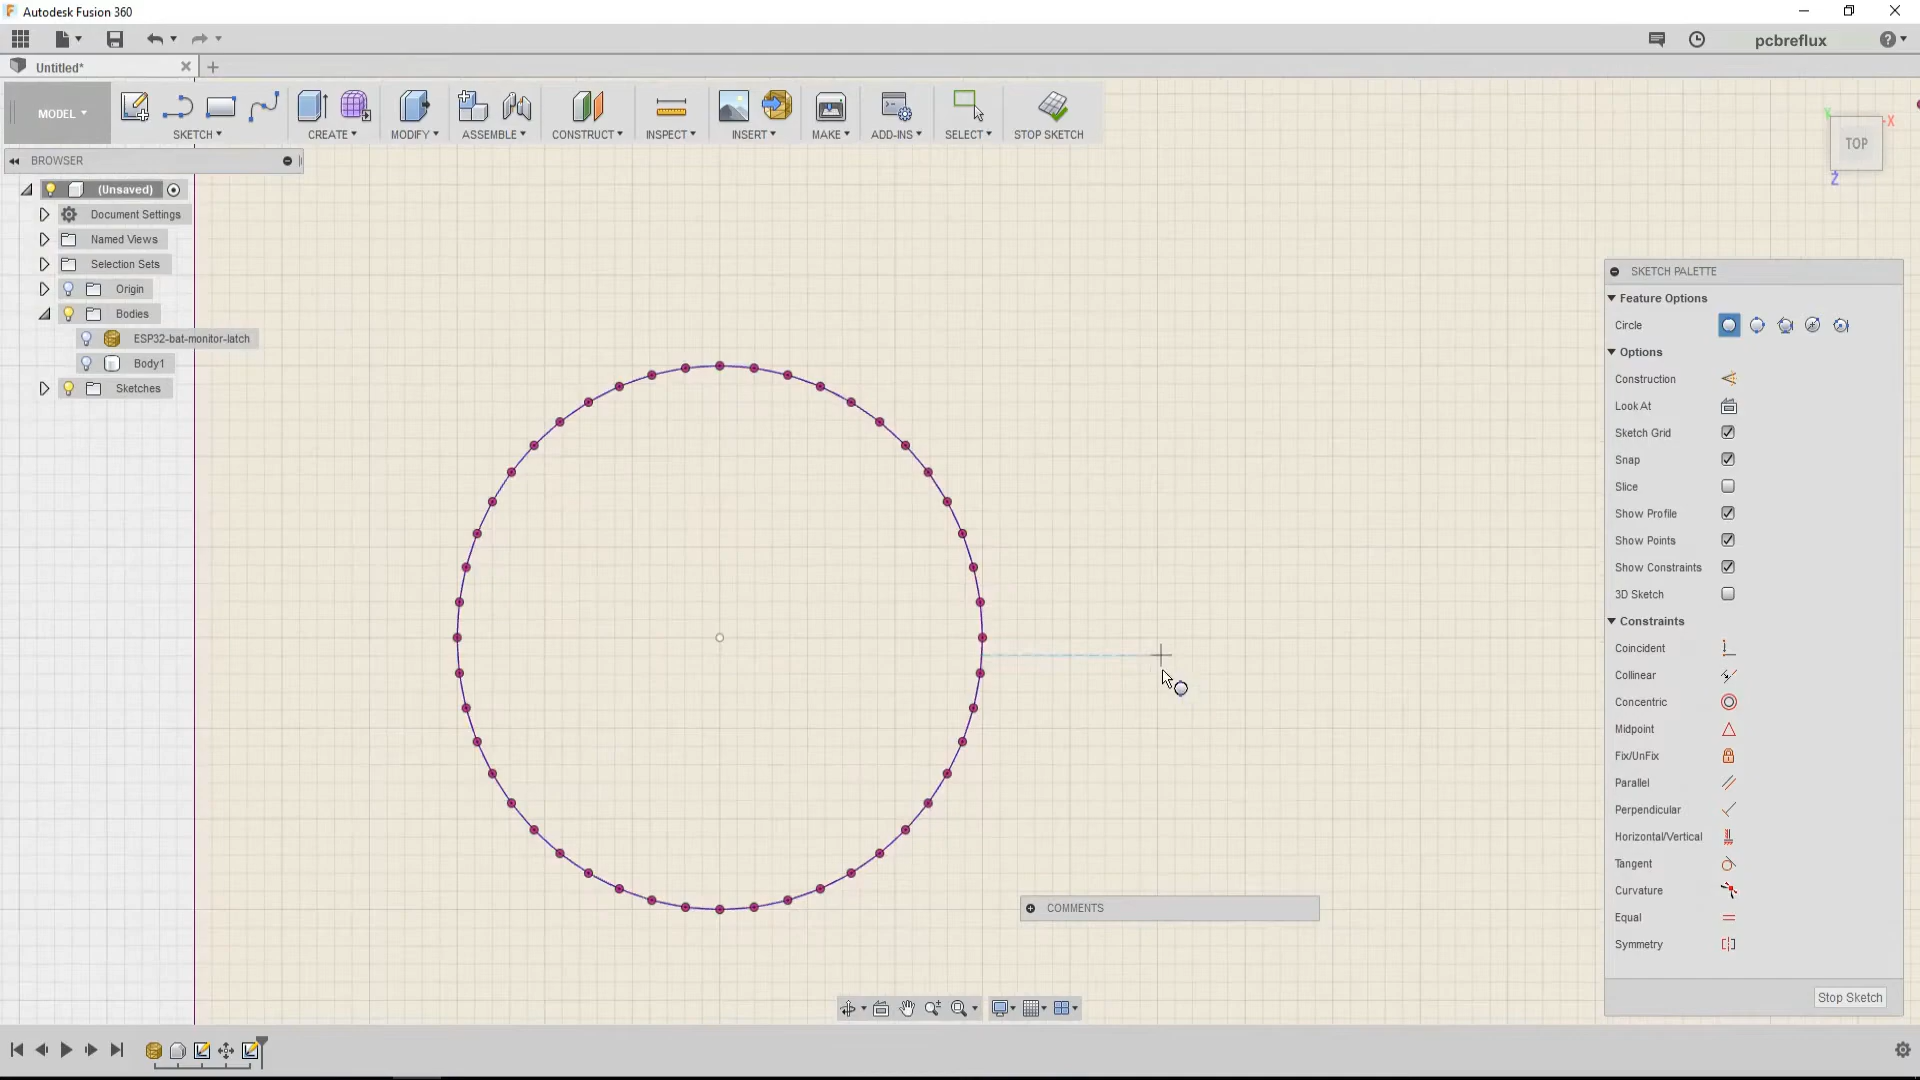 Autodesk Fusion 360
pcbreflux
Untitled*
MODEL
SKETCH
CREATE
MODIFY
ASSEMBLE
CONSTRUCT
INSPECT
INSERT
MAKE
ADD-INS
SELECT
STOP SKETCH
Y
-X
TOP
Z
BROWSER
(Unsaved)
Document Settings
Named Views
Selection Sets
Origin
Bodies
ESP32-bat-monitor-latch
Body1
Sketches
SKETCH PALETTE
Feature Options
Circle
Options
Construction
Look At
Sketch Grid
Snap
Slice
Show Profile
Show Points
Show Constraints
3D Sketch
Constraints
Coincident
Collinear
Concentric
Midpoint
Fix/UnFix
Parallel
Perpendicular
Horizontal/Vertical
Tangent
Curvature
Equal
Symmetry
Stop Sketch
COMMENTS